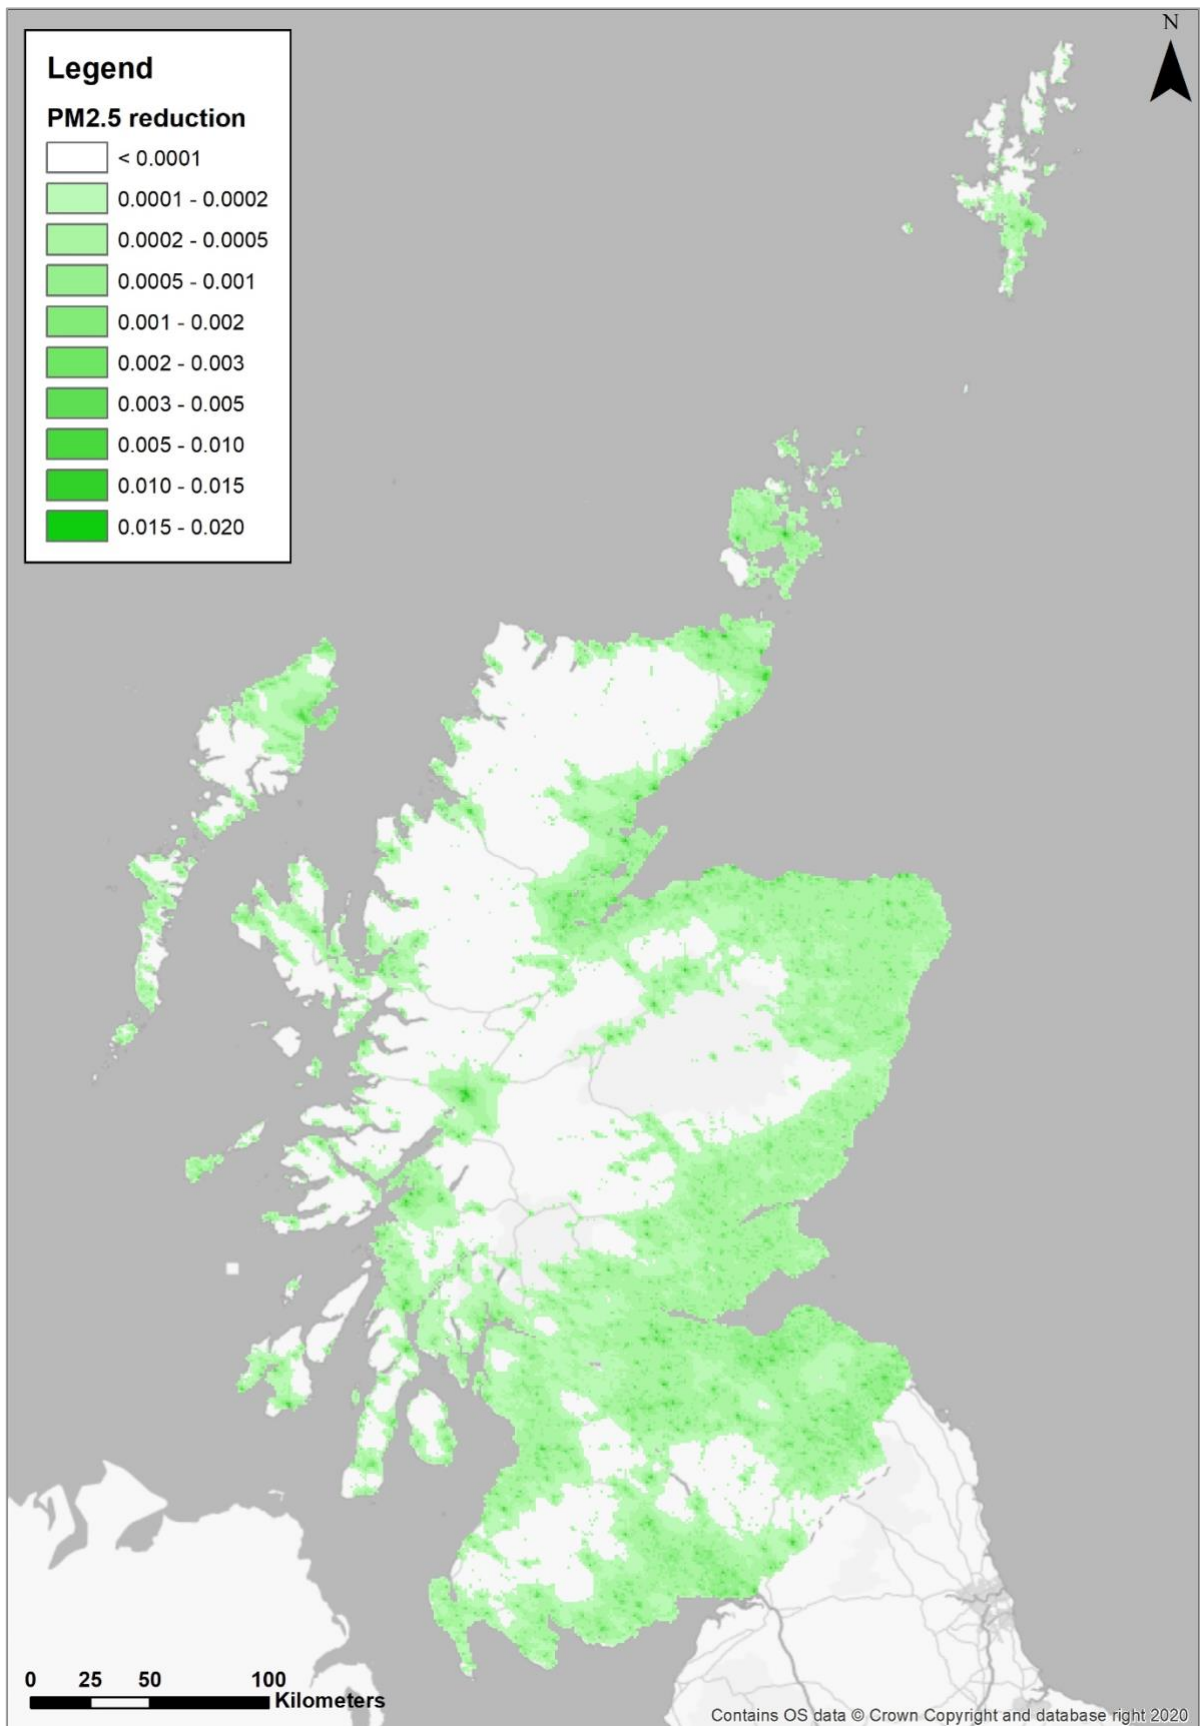 N
Legend
PM2.5 reduction
< 0.0001
0.0001 - 0.0002
0.0002 - 0.0005
0.0005 - 0.001
0.001 - 0.002
0.002 - 0.003
0.003 - 0.005
0.005 - 0.010
0.010 - 0.015
0.015 - 0.020
0 25 50 100
Kilometers
Contains OS data © Crown Copyright and database right 2020